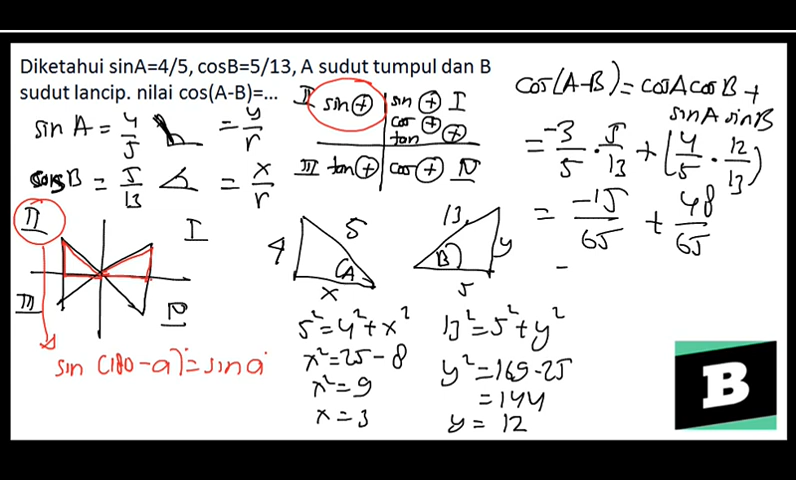 Diketahui sinA=4/5, cosB=5/13, A sudut tumpul dan B
sudut lancip. nilai cos(A-B)=...
sin A = 4/5 = y/r
cos B = 5/13 = x/r
II sin +
sin + I
cos +
tan +
III tan +
cos + IV
II
I
III
IV
sin (180-a)° = sin a°
4
5
A
x
5² = 4² + x²
x² = 25 - 8
x² = 9
x = 3
13
y
B
5
13² = 5² + y²
y² = 169-25
= 144
y = 12
cos(A-B) = cosA cosB +
sinA sinB
= -3/5 . 5/13 + (4/5 . 12/13)
= -15/65 + 48/65
=
B